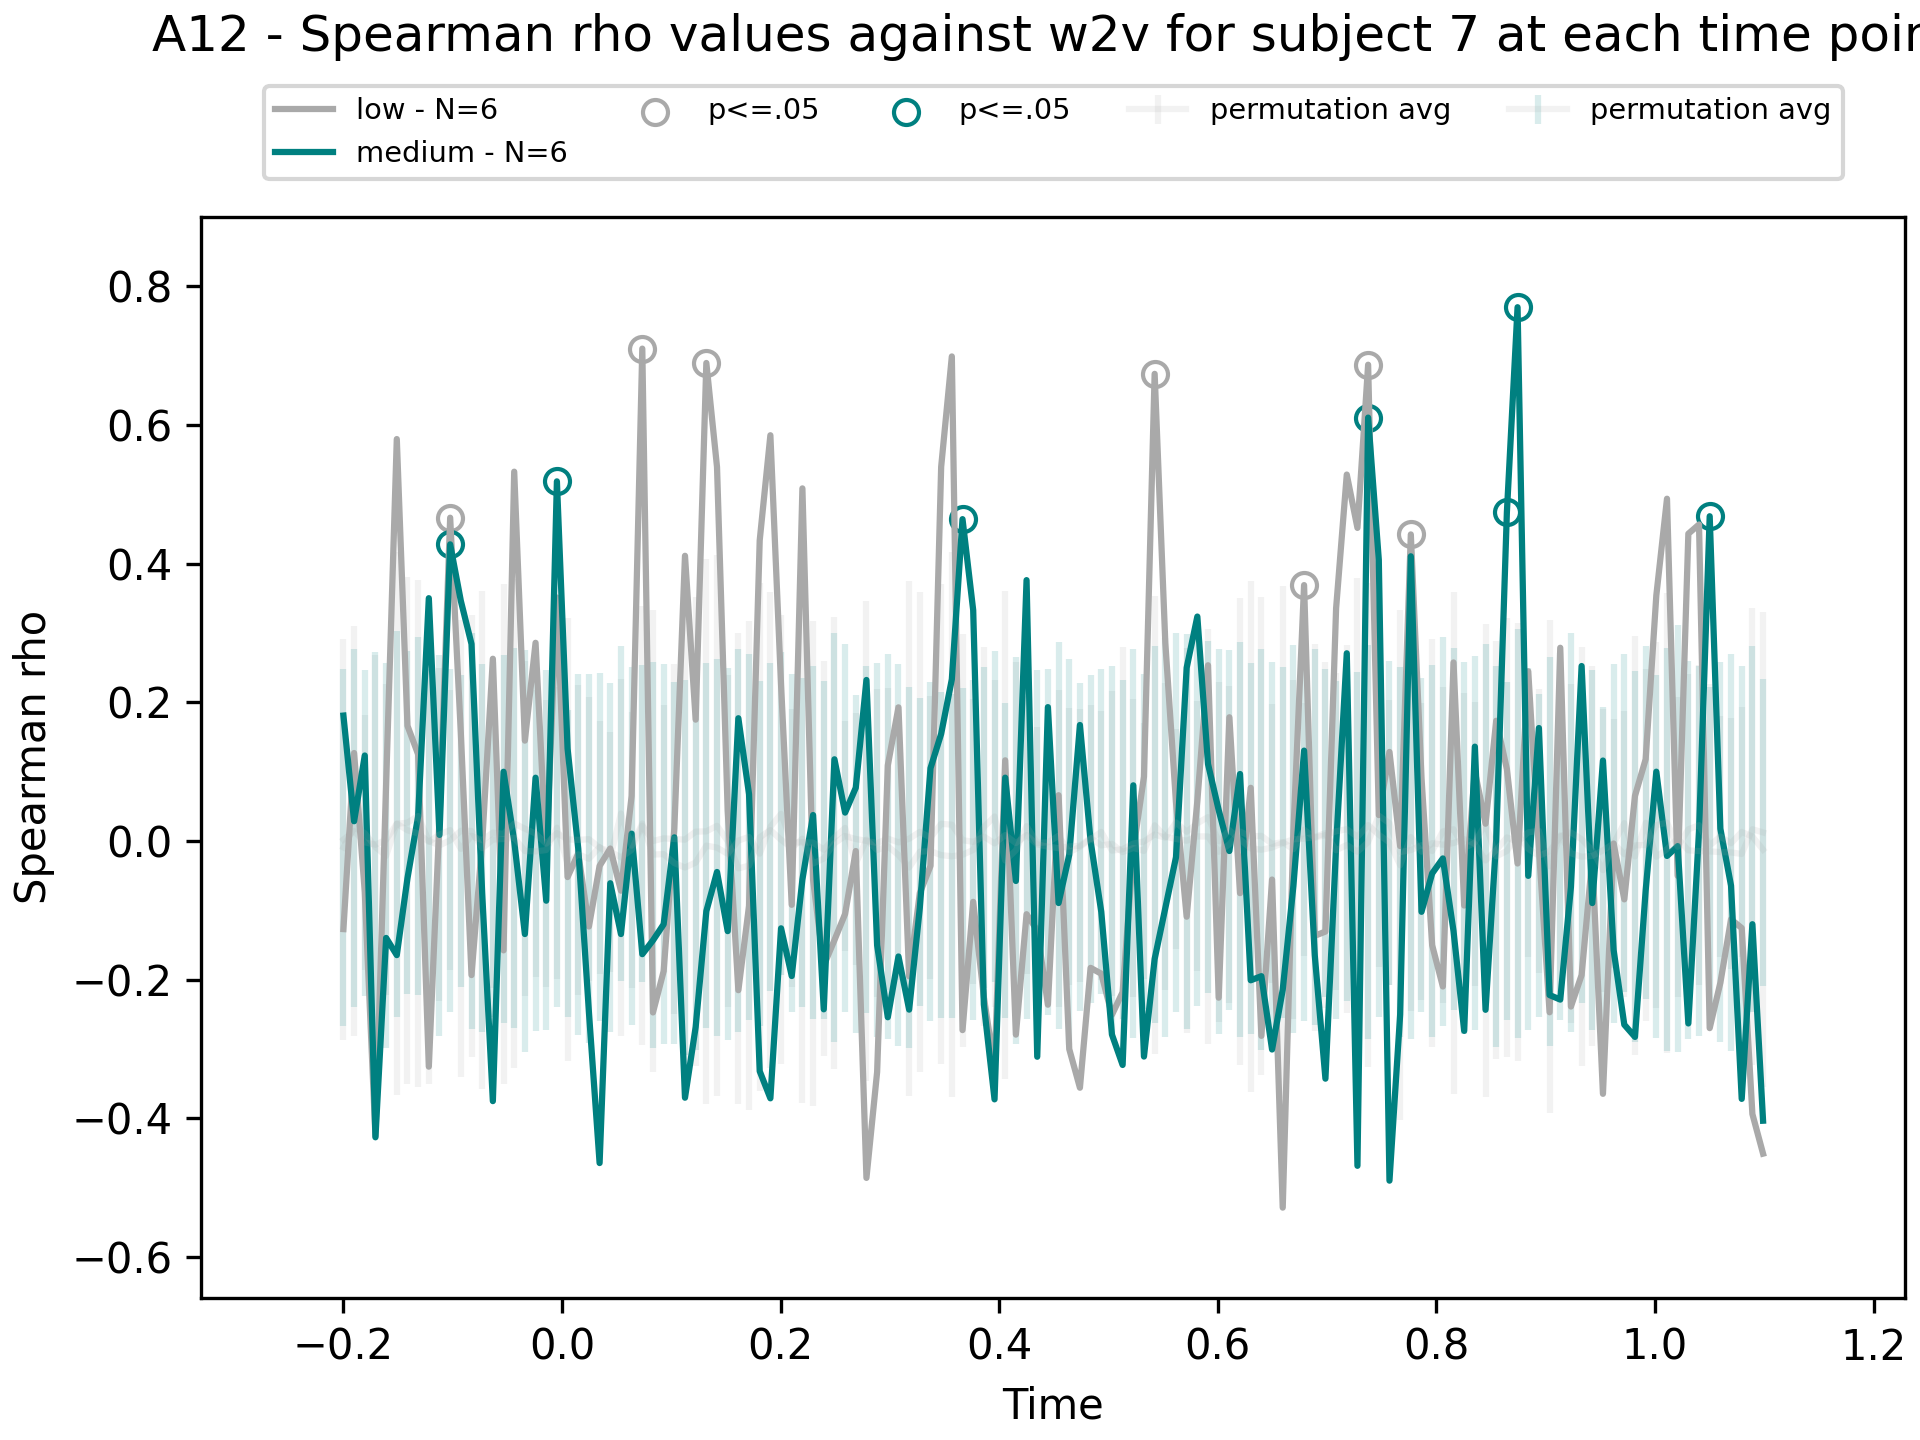 A12 - Spearman rho values against w2v for subject 7 at each time poin
low - N=6 p<=.05 p<=.05 permutation avg permutation avg
medium - N=6
0.8
0.6
0.4
0.2
0.0
−0.2
−0.4
−0.6
Spearman rho
−0.2 0.0 0.2 0.4 0.6 0.8 1.0 1.2
Time